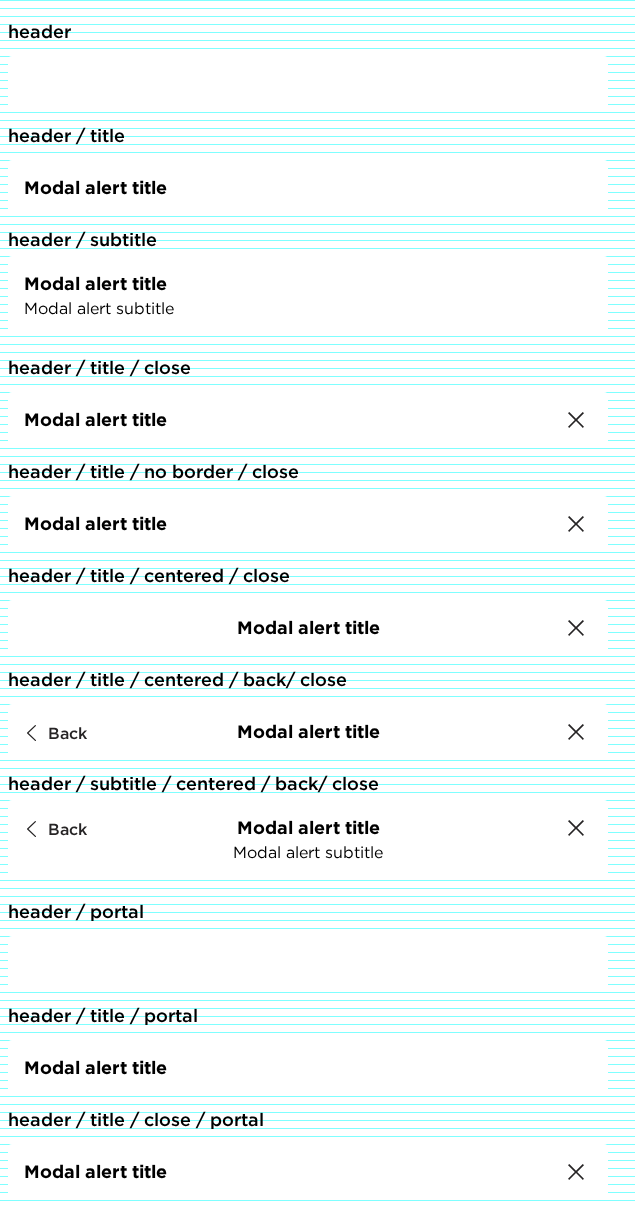 header
header / title
Modal alert title
header / subtitle
Modal alert title
Modal alert subtitle
header / title / close
Modal alert title
header / title / no border / close
Modal alert title
header / title / centered / close
Modal alert title
header / title / centered / back/ close
Back Modal alert title
header / subtitle / centered / back/ close
Back Modal alert title
Modal alert subtitle
header / portal
header / title / portal
Modal alert title
header / title / close / portal
Modal alert title